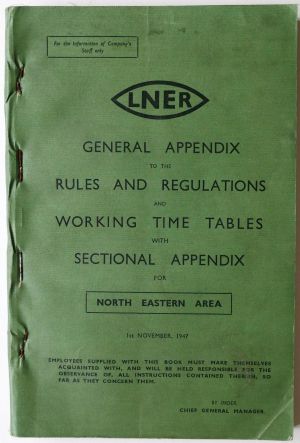 For the Information of Company's
Staff only
LNER
GENERAL APPENDIX
TO THE
RULES AND REGULATIONS
AND
WORKING TIME TABLES
WITH
SECTIONAL APPENDIX
FOR
NORTH EASTERN AREA
1st NOVEMBER, 1947
EMPLOYEES SUPPLIED WITH THIS BOOK MUST MAKE THEMSELVES
ACQUAINTED WITH, AND WILL BE HELD RESPONSIBLE FOR THE
OBSERVANCE OF, ALL INSTRUCTIONS CONTAINED THEREIN, SO
FAR AS THEY CONCERN THEM.
BY ORDER
CHIEF GENERAL MANAGER.